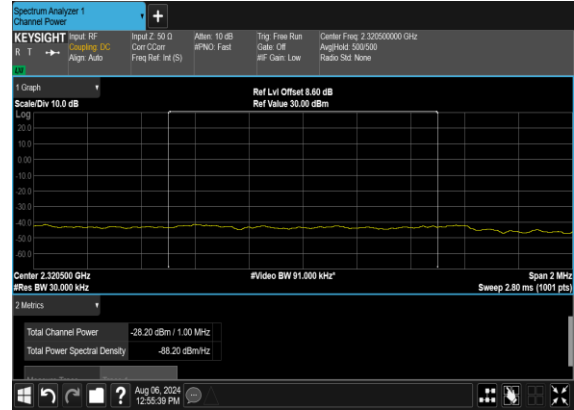 Spectrum Analyzer 1
Channel Power
+
KEYSIGHT Input: RF
R T Coupling: DC
Align: Auto
Input Z: 50 Ω
Corr CCorr
Freq Ref: Int (S)
Atten: 10 dB
#PNO: Fast
Trig: Free Run
Gate: Off
#IF Gain: Low
Center Freq: 2.320500000 GHz
Avg|Hold: 500/500
Radio Std: None
1 Graph
Scale/Div 10.0 dB
Ref Lvl Offset 8.60 dB
Ref Value 30.00 dBm
Log
20.0
10.0
0.00
-10.0
-20.0
-30.0
-40.0
-50.0
-60.0
Center 2.320500 GHz
#Res BW 30.000 kHz
#Video BW 91.000 kHz*
Span 2 MHz
Sweep 2.80 ms (1001 pts)
2 Metrics
Total Channel Power -28.20 dBm / 1.00 MHz
Total Power Spectral Density -88.20 dBm/Hz
?
Aug 06, 2024
12:55:39 PM